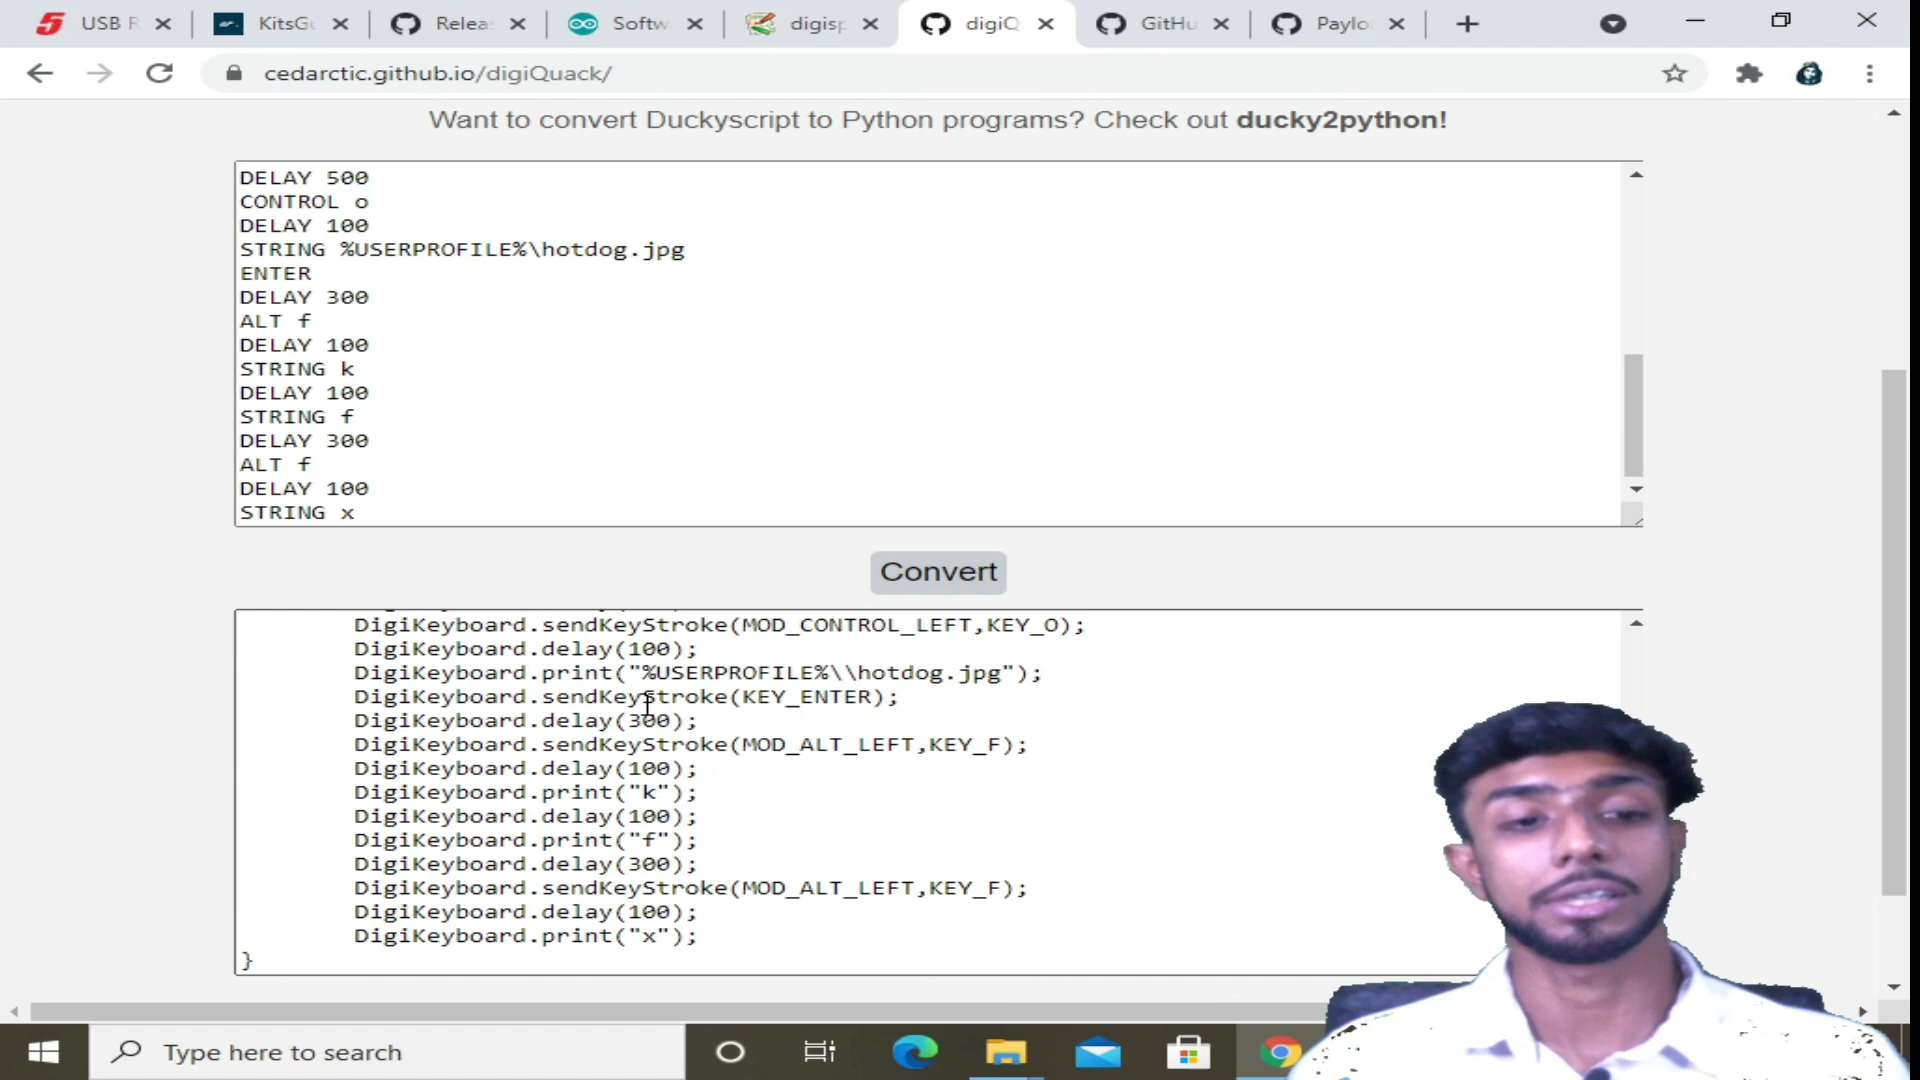 USB R
KitsGu
Relea
Softw
digisp
digiQ
GitHu
Paylo
cedarctic.github.io/digiQuack/
Want to convert Duckyscript to Python programs? Check out ducky2python!
DELAY 500
CONTROL o
DELAY 100
STRING %USERPROFILE%\hotdog.jpg
ENTER
DELAY 300
ALT f
DELAY 100
STRING k
DELAY 100
STRING f
DELAY 300
ALT f
DELAY 100
STRING x
Convert
DigiKeyboard.sendKeyStroke(MOD_CONTROL_LEFT,KEY_O);
DigiKeyboard.delay(100);
DigiKeyboard.print("%USERPROFILE%\\hotdog.jpg");
DigiKeyboard.sendKeyStroke(KEY_ENTER);
DigiKeyboard.delay(300);
DigiKeyboard.sendKeyStroke(MOD_ALT_LEFT,KEY_F);
DigiKeyboard.delay(100);
DigiKeyboard.print("k");
DigiKeyboard.delay(100);
DigiKeyboard.print("f");
DigiKeyboard.delay(300);
DigiKeyboard.sendKeyStroke(MOD_ALT_LEFT,KEY_F);
DigiKeyboard.delay(100);
DigiKeyboard.print("x");
}
Type here to search